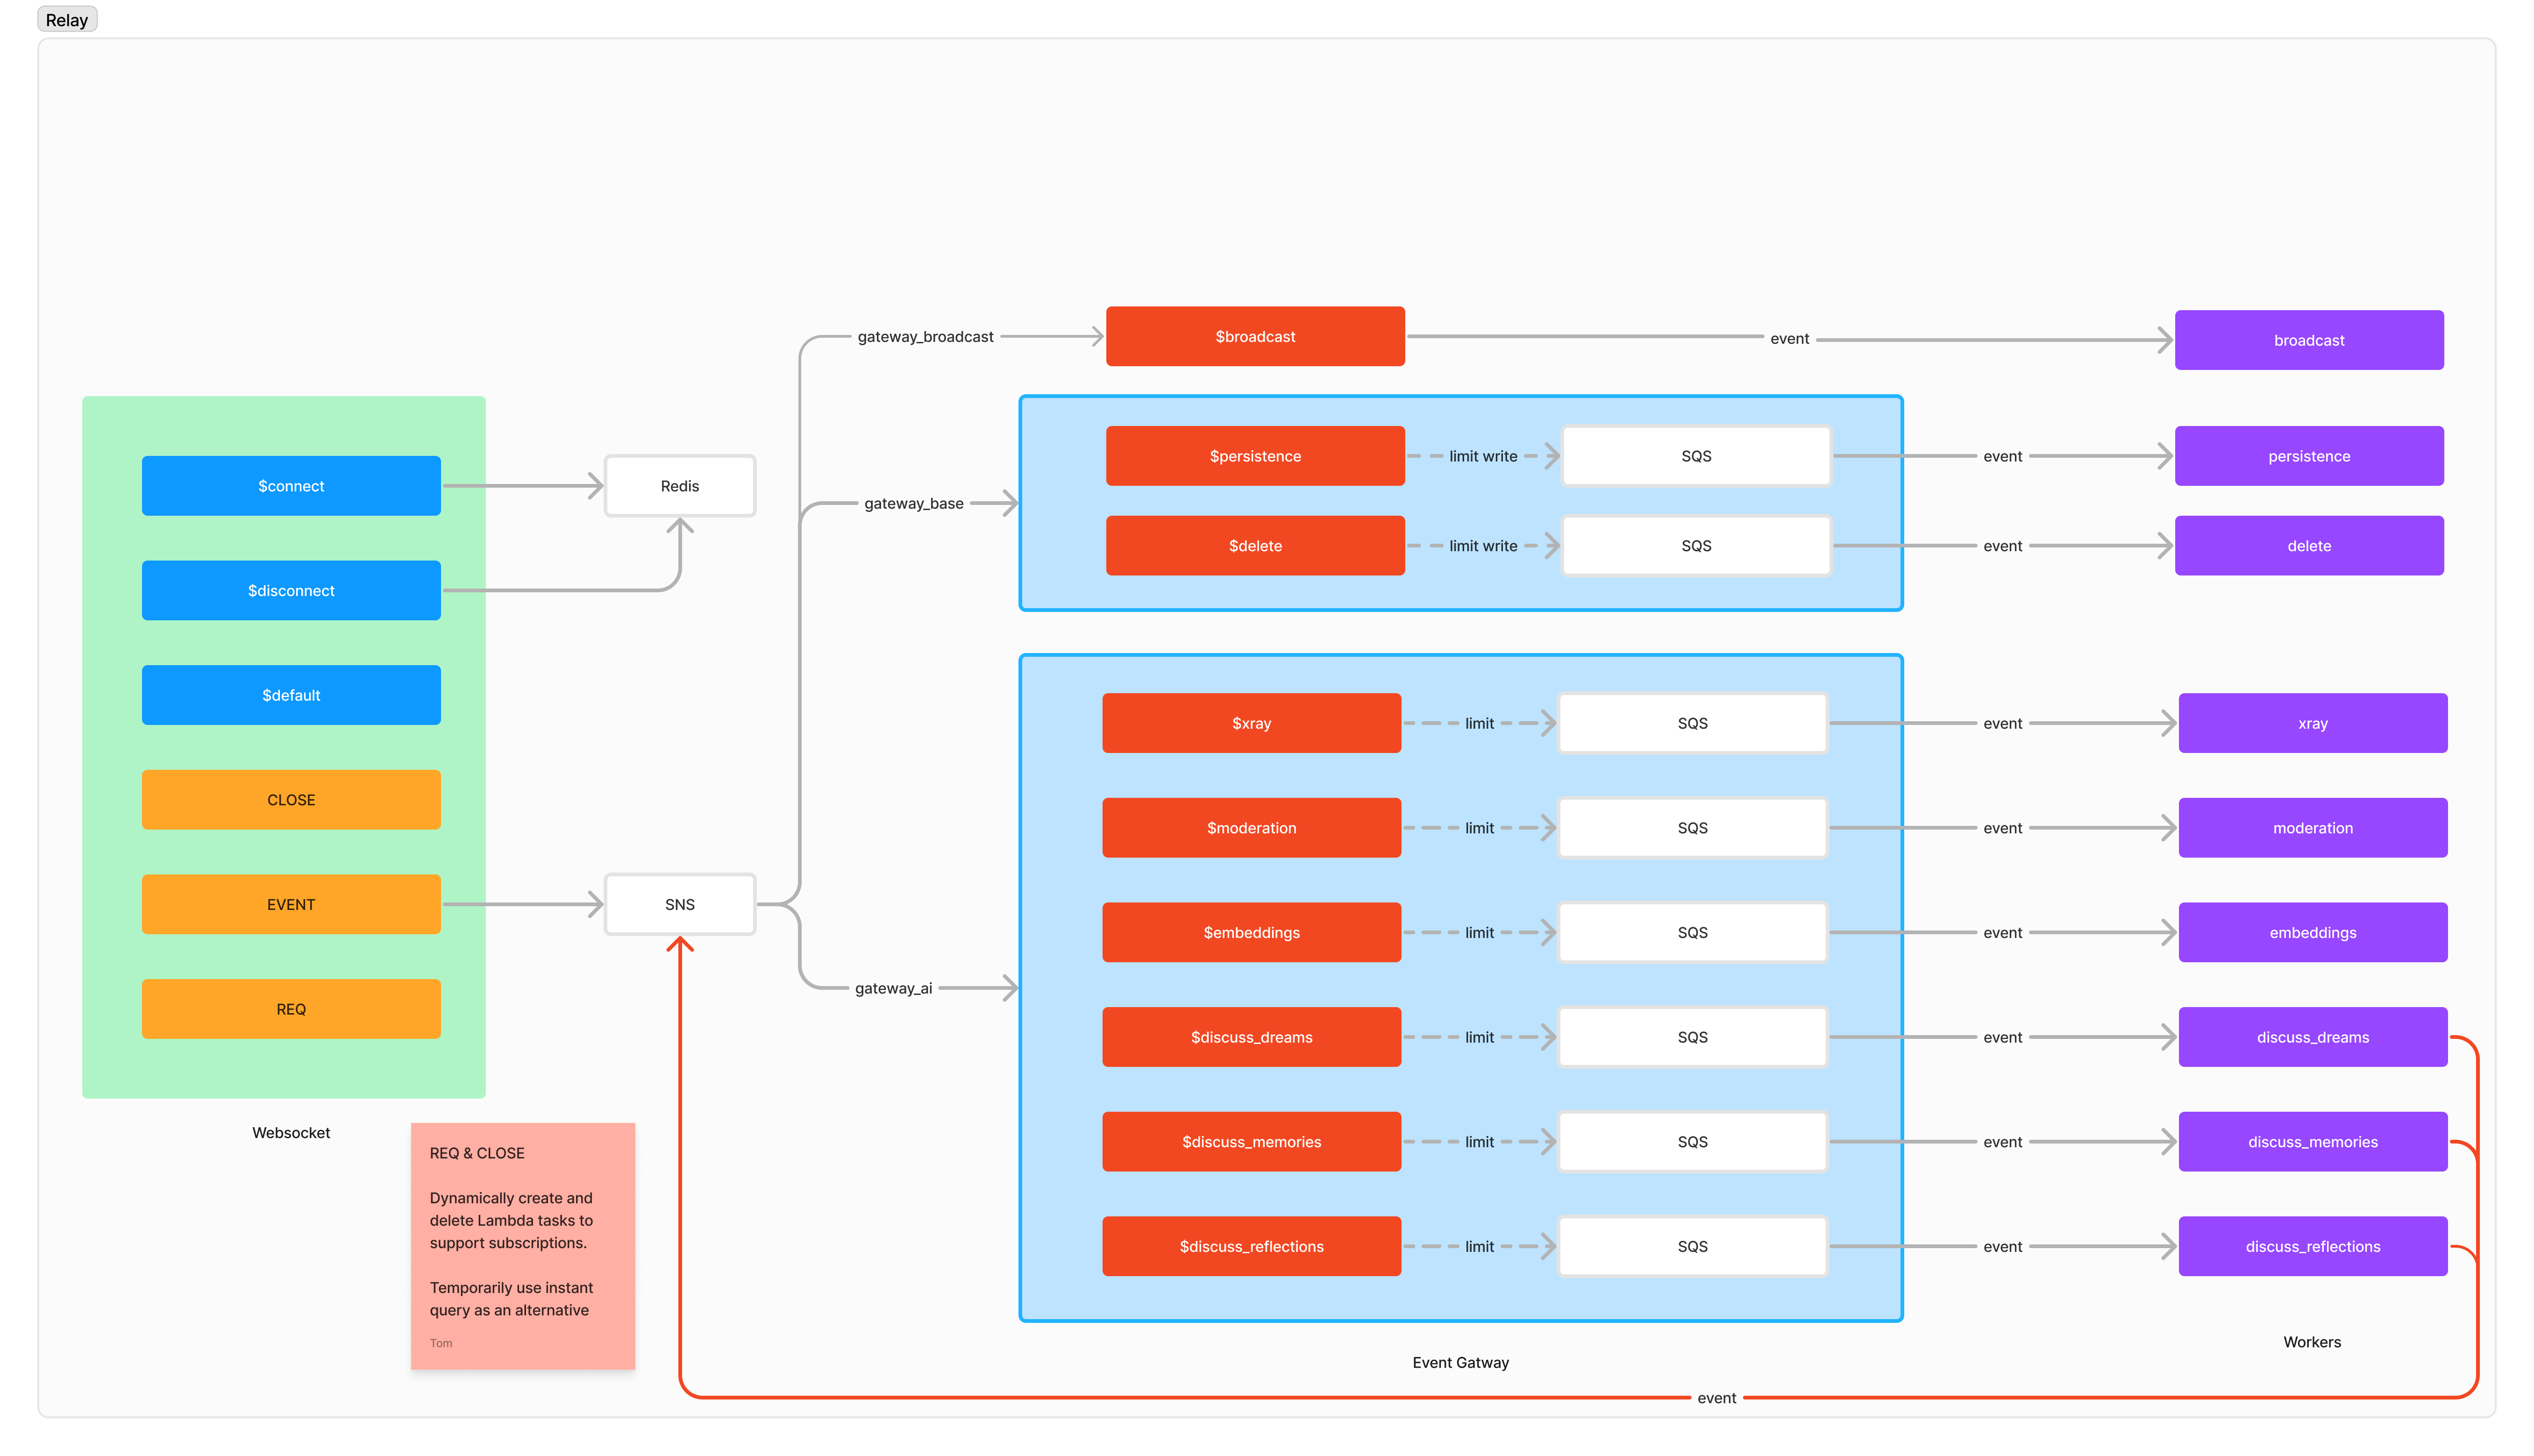 Relay
gateway_broadcast
$broadcast
event
broadcast
$connect
Redis
gateway_base
$persistence
limit write
SQS
event
persistence
$delete
limit write
SQS
event
delete
$disconnect
$default
CLOSE
EVENT
REQ
Websocket
SNS
gateway_ai
$xray
limit
SQS
event
xray
$moderation
limit
SQS
event
moderation
$embeddings
limit
SQS
event
embeddings
$discuss_dreams
limit
SQS
event
discuss_dreams
$discuss_memories
limit
SQS
event
discuss_memories
$discuss_reflections
limit
SQS
event
discuss_reflections
REQ & CLOSE
Dynamically create and
delete Lambda tasks to
support subscriptions.
Temporarily use instant
query as an alternative
Tom
Event Gatway
Workers
event